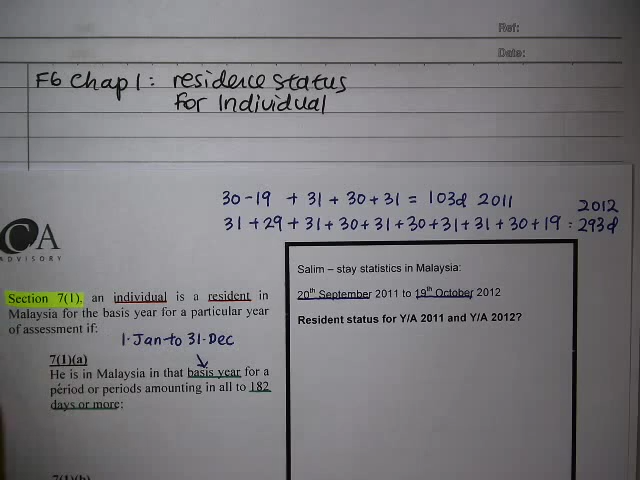 Ref:
Date:
F6 Chap 1: residence status
for Individual
30-19 + 31 + 30 + 31 = 103d 2011
2012
31 + 29 + 31 + 30 + 31 + 30 + 31 + 31 + 30 + 19 = 293d
CA
ADVISORY
Section 7(1), an individual is a resident in
Malaysia for the basis year for a particular year
of assessment if:
1·Jan to 31·Dec
7(1)(a)
He is in Malaysia in that basis year for a
period or periods amounting in all to 182
days or more:
7(1)(b)
Salim – stay statistics in Malaysia:
20th September 2011 to 19th October 2012
Resident status for Y/A 2011 and Y/A 2012?